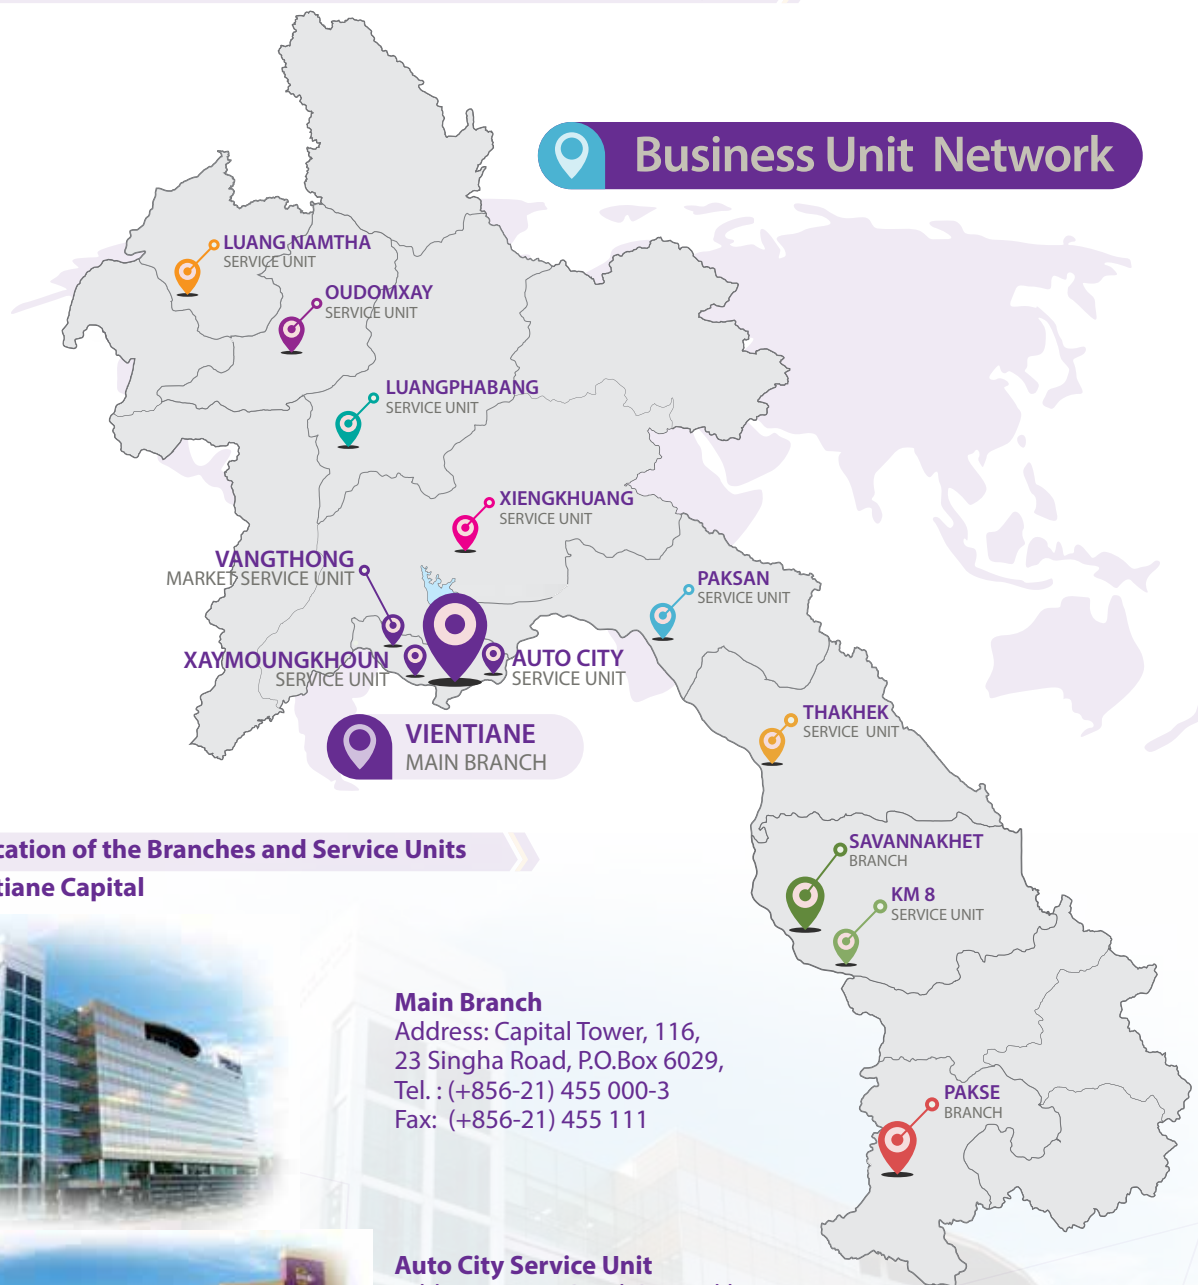 Business Unit Network
LUANG NAMTHA
SERVICE UNIT
OUDOMXAY
SERVICE UNIT
LUANGPHABANG
SERVICE UNIT
XIENGKHUANG
SERVICE UNIT
VANGTHONG
MARKET SERVICE UNIT
PAKSAN
SERVICE UNIT
XAYMOUNGKHOUN
SERVICE UNIT
AUTO CITY
SERVICE UNIT
VIENTIANE
MAIN BRANCH
THAKHEK
SERVICE UNIT
SAVANNAKHET
BRANCH
KM 8
SERVICE UNIT
PAKSE
BRANCH
cation of the Branches and Service Units
tiane Capital
Main Branch
Address: Capital Tower, 116,
23 Singha Road, P.O.Box 6029,
Tel. : (+856-21) 455 000-3
Fax: (+856-21) 455 111
Auto City Service Unit